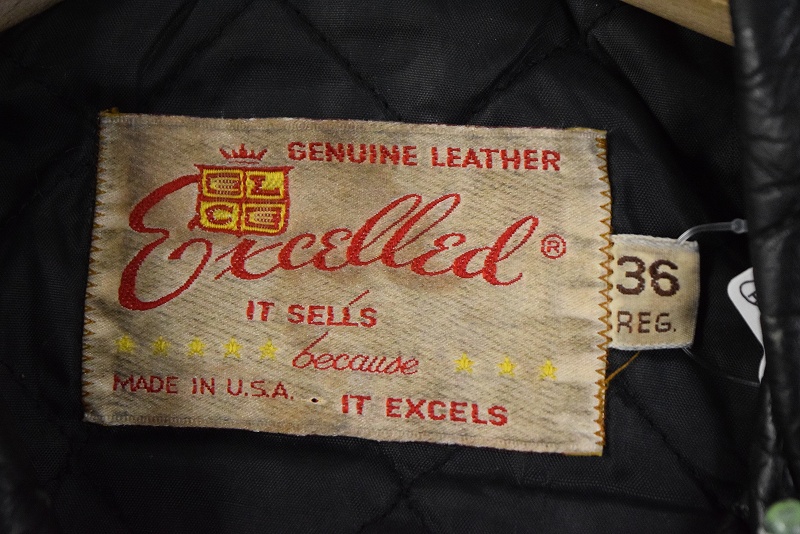 GENUINE LEATHER
L C
Excelled ®
36
REG.
IT SELLS
because
MADE IN U.S.A.
IT EXCELS